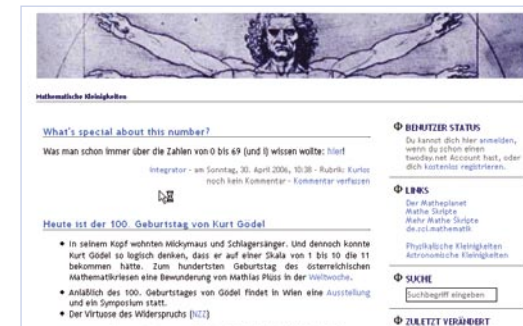 Mathematische Kleinigkeiten
What's special about this number?
Was man schon immer über die Zahlen von 0 bis 69 (und i) wissen wollte: hier!
integrator - am Sonntag, 30. April 2006, 10:38 - Rubrik: Kurios
noch kein Kommentar - Kommentar verfassen
Heute ist der 100. Geburtstag von Kurt Gödel
In seinem Kopf wohnten Mickymaus und Schlagersänger. Und dennoch konnte
Kurt Gödel so logisch denken, dass er auf einer Skala von 1 bis 10 die 11
bekommen hätte. Zum hundertsten Geburtstag des österreichischen
Mathematikriesen eine Bewunderung von Mathias Plüss in der Weltwoche.
Anläßlich des 100. Geburtstages von Gödel findet in Wien eine Ausstellung
und ein Symposium statt.
Der Virtuose des Widerspruchs (NZZ)
Φ BENUTZER STATUS
Du kannst dich hier anmelden,
wenn du schon einen
twoday.net Account hast, oder
dich kostenlos registrieren.
Φ LINKS
Der Matheplanet
Mathe Skripte
Mehr Mathe Skripte
de.sci.mathematik
Physikalische Kleinigkeiten
Astronomische Kleinigkeiten
Φ SUCHE
Suchbegriff eingeben
Φ ZULETZT VERÄNDERT